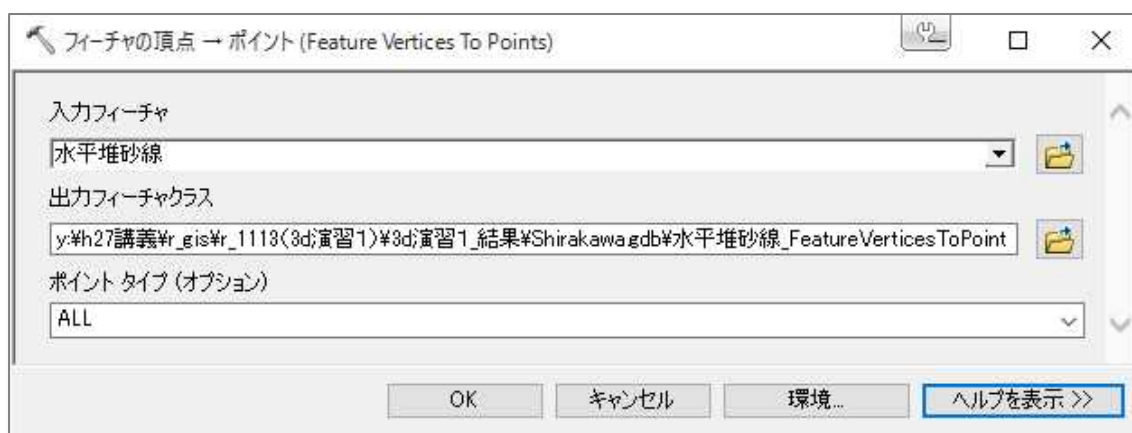 フィーチャの頂点 → ポイント (Feature Vertices To Points)
入力フィーチャ
水平堆砂線
出力フィーチャクラス
y:¥h27講義¥r_gis¥r_1113(3d演習1)¥3d演習1_結果¥Shirakawa.gdb¥水平堆砂線_FeatureVerticesToPoint
ポイント タイプ (オプション)
ALL
OK キャンセル 環境... ヘルプを表示 >>